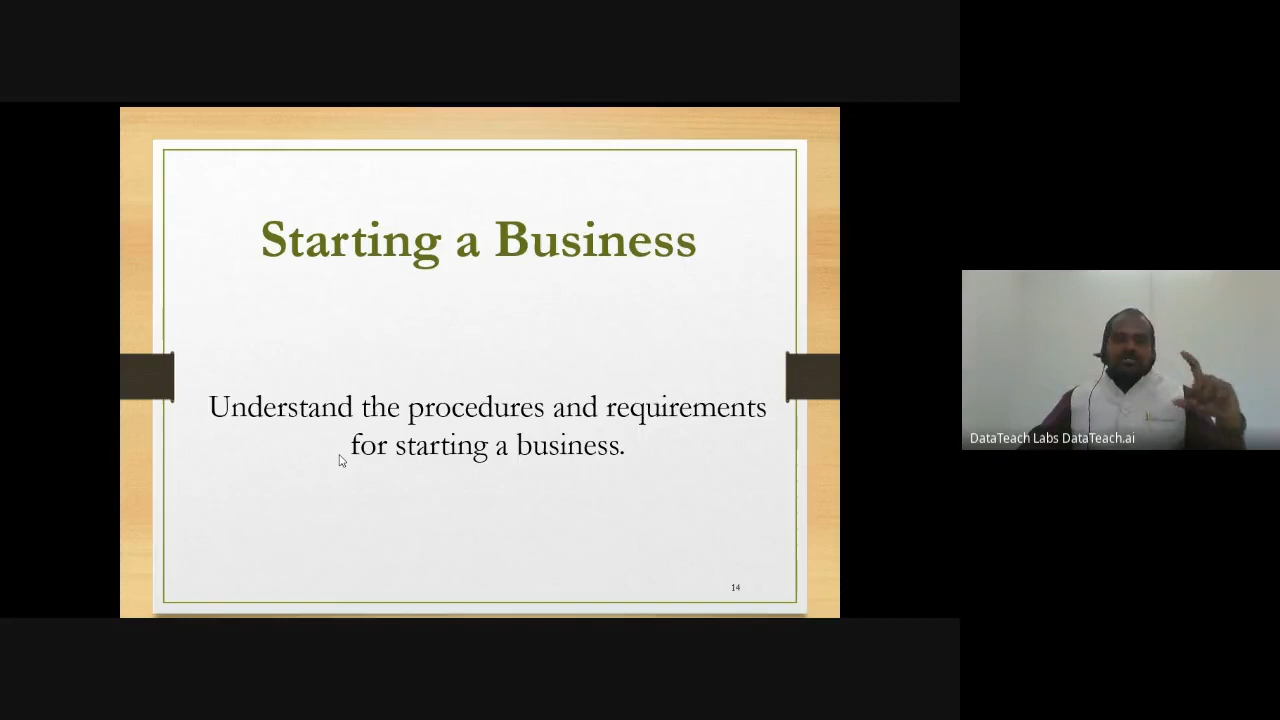 Starting a Business
Understand the procedures and requirements
for starting a business.
14
DataTeach Labs DataTeach.ai